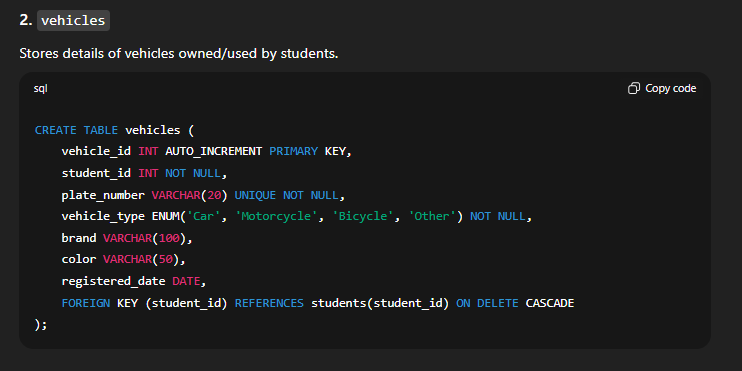 2. vehicles
Stores details of vehicles owned/used by students.
sql
Copy code
CREATE TABLE vehicles (
    vehicle_id INT AUTO_INCREMENT PRIMARY KEY,
    student_id INT NOT NULL,
    plate_number VARCHAR(20) UNIQUE NOT NULL,
    vehicle_type ENUM('Car', 'Motorcycle', 'Bicycle', 'Other') NOT NULL,
    brand VARCHAR(100),
    color VARCHAR(50),
    registered_date DATE,
    FOREIGN KEY (student_id) REFERENCES students(student_id) ON DELETE CASCADE
);